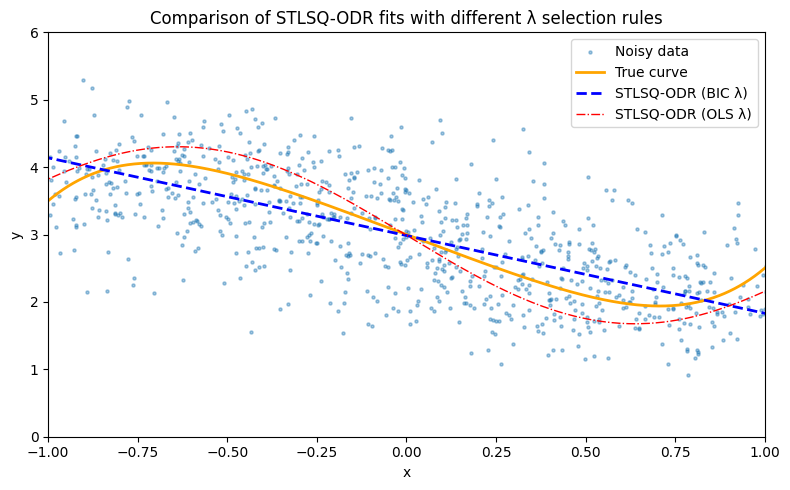 Comparison of STLSQ-ODR fits with different λ selection rules
Noisy data
True curve
STLSQ-ODR (BIC λ)
STLSQ-ODR (OLS λ)
6
5
4
3
2
1
0
y
−1.00
−0.75
−0.50
−0.25
0.00
0.25
0.50
0.75
1.00
x